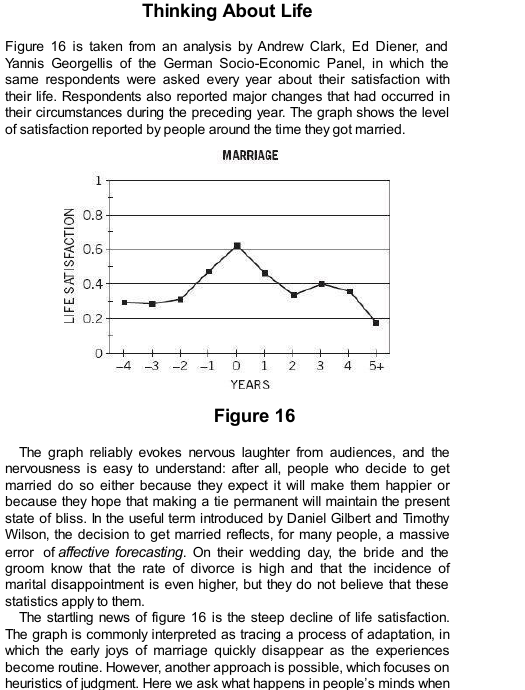 Thinking About Life
Figure 16 is taken from an analysis by Andrew Clark, Ed Diener, and
Yannis Georgellis of the German Socio-Economic Panel, in which the
same respondents were asked every year about their satisfaction with
their life. Respondents also reported major changes that had occurred in
their circumstances during the preceding year. The graph shows the level
of satisfaction reported by people around the time they got married.
MARRIAGE
LIFE SATISFACTION
1
0.8
0.6
0.4
0.2
0
–4 –3 –2 –1 0 1 2 3 4 5+
YEARS
Figure 16
The graph reliably evokes nervous laughter from audiences, and the
nervousness is easy to understand: after all, people who decide to get
married do so either because they expect it will make them happier or
because they hope that making a tie permanent will maintain the present
state of bliss. In the useful term introduced by Daniel Gilbert and Timothy
Wilson, the decision to get married reflects, for many people, a massive
error of affective forecasting. On their wedding day, the bride and the
groom know that the rate of divorce is high and that the incidence of
marital disappointment is even higher, but they do not believe that these
statistics apply to them.
The startling news of figure 16 is the steep decline of life satisfaction.
The graph is commonly interpreted as tracing a process of adaptation, in
which the early joys of marriage quickly disappear as the experiences
become routine. However, another approach is possible, which focuses on
heuristics of judgment. Here we ask what happens in people's minds when